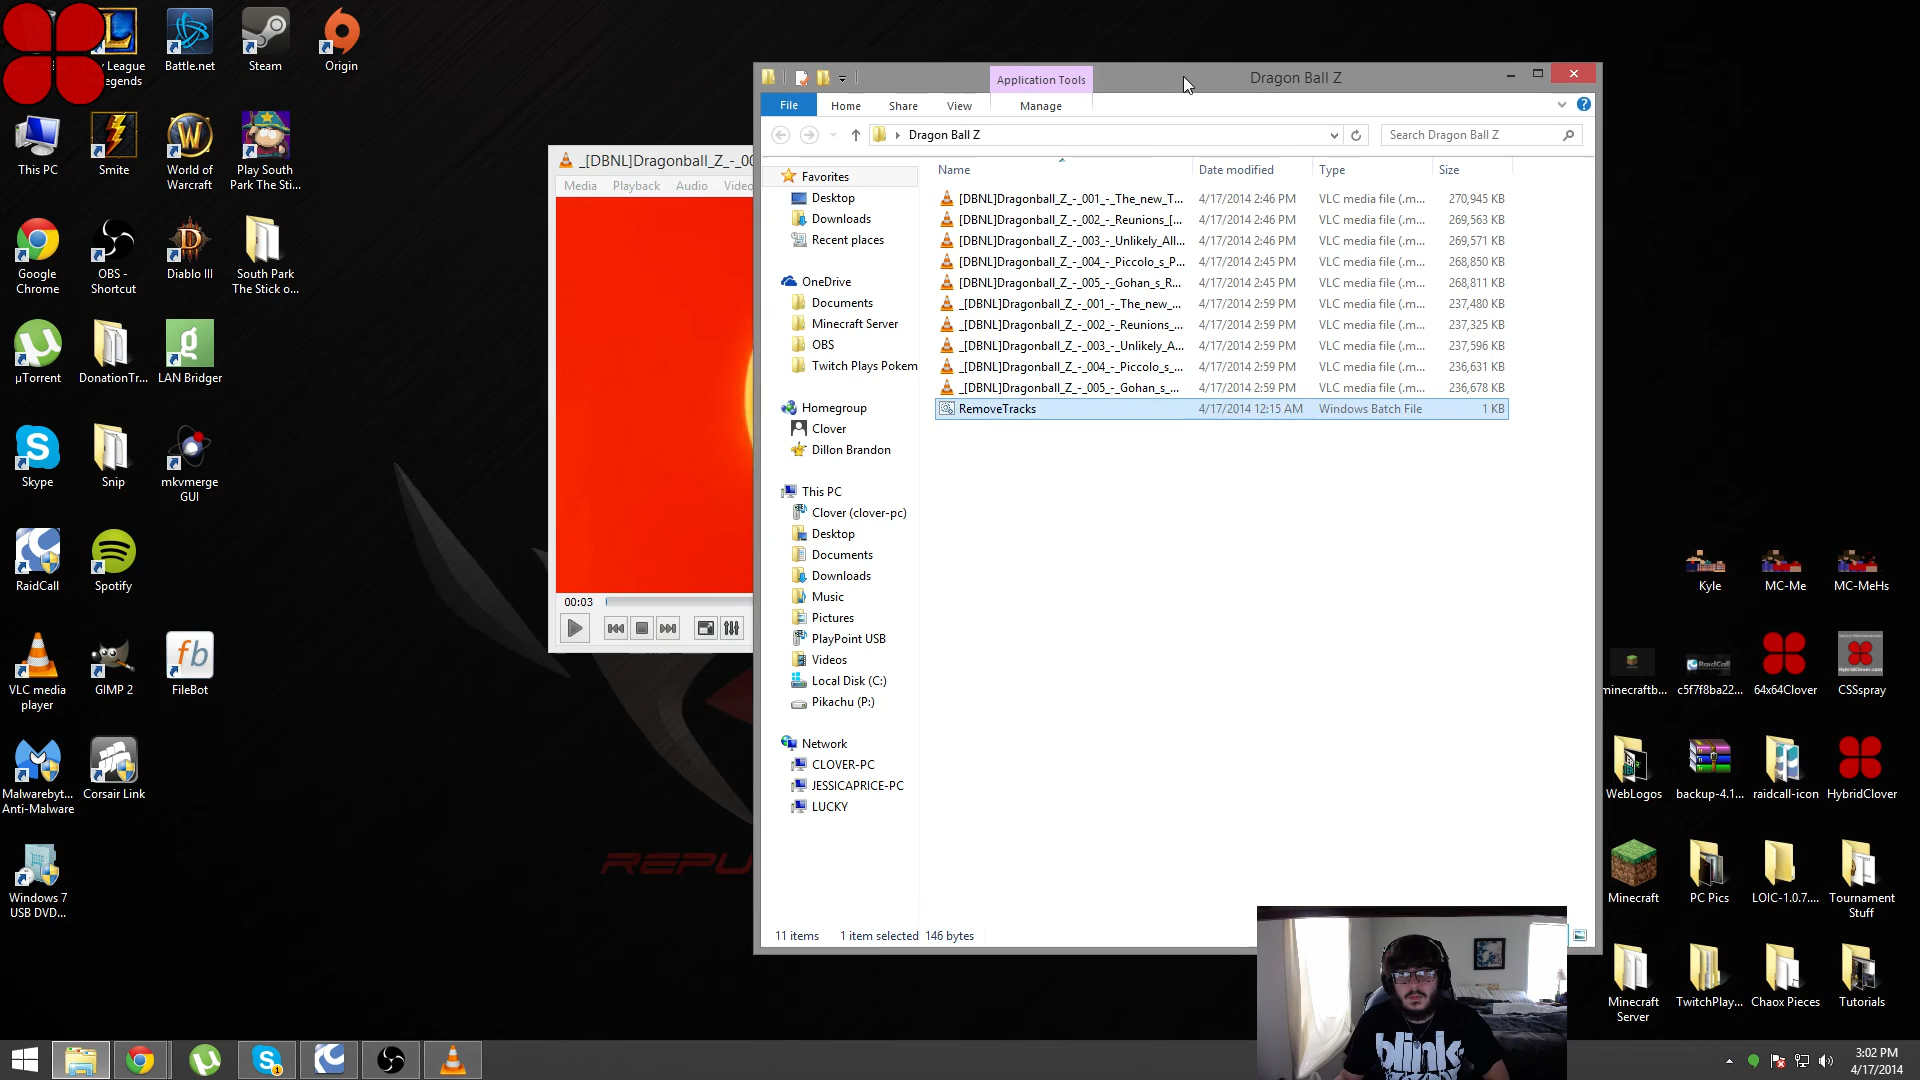 League
egends
Battle.net
Steam
Origin
This PC
Smite
World of
Warcraft
Play South
Park The Sti...
Google
Chrome
OBS -
Shortcut
Diablo III
South Park
The Stick o...
µTorrent
DonationTr...
LAN Bridger
Skype
Snip
mkvmerge
GUI
RaidCall
Spotify
VLC media
player
GIMP 2
fb
FileBot
Malwarebyt...
Anti-Malware
Corsair Link
Windows 7
USB DVD...
_[DBNL]Dragonball_Z_-_00
Media Playback Audio Video
00:03
REPU
Application Tools
Dragon Ball Z
File Home Share View Manage
Dragon Ball Z
Search Dragon Ball Z
Favorites
Desktop
Downloads
Recent places
OneDrive
Documents
Minecraft Server
OBS
Twitch Plays Pokem
Homegroup
Clover
Dillon Brandon
This PC
Clover (clover-pc)
Desktop
Documents
Downloads
Music
Pictures
PlayPoint USB
Videos
Local Disk (C:)
Pikachu (P:)
Network
CLOVER-PC
JESSICAPRICE-PC
LUCKY
Name Date modified Type Size
[DBNL]Dragonball_Z_-_001_-_The_new_T... 4/17/2014 2:46 PM VLC media file (.m... 270,945 KB
[DBNL]Dragonball_Z_-_002_-_Reunions_[... 4/17/2014 2:46 PM VLC media file (.m... 269,563 KB
[DBNL]Dragonball_Z_-_003_-_Unlikely_All... 4/17/2014 2:46 PM VLC media file (.m... 269,571 KB
[DBNL]Dragonball_Z_-_004_-_Piccolo_s_P... 4/17/2014 2:45 PM VLC media file (.m... 268,850 KB
[DBNL]Dragonball_Z_-_005_-_Gohan_s_R... 4/17/2014 2:45 PM VLC media file (.m... 268,811 KB
_[DBNL]Dragonball_Z_-_001_-_The_new_... 4/17/2014 2:59 PM VLC media file (.m... 237,480 KB
_[DBNL]Dragonball_Z_-_002_-_Reunions_... 4/17/2014 2:59 PM VLC media file (.m... 237,325 KB
_[DBNL]Dragonball_Z_-_003_-_Unlikely_A... 4/17/2014 2:59 PM VLC media file (.m... 237,596 KB
_[DBNL]Dragonball_Z_-_004_-_Piccolo_s_... 4/17/2014 2:59 PM VLC media file (.m... 236,631 KB
_[DBNL]Dragonball_Z_-_005_-_Gohan_s_... 4/17/2014 2:59 PM VLC media file (.m... 236,678 KB
RemoveTracks 4/17/2014 12:15 AM Windows Batch File 1 KB
11 items 1 item selected 146 bytes
blink
Kyle
MC-Me
MC-MeHs
minecraftb...
c5f7f8ba22...
64x64Clover
CSSspray
WebLogos
backup-4.1...
raidcall-icon
HybridClover
Minecraft
PC Pics
LOIC-1.0.7....
Tournament
Stuff
Minecraft
Server
TwitchPlay...
Chaox Pieces
Tutorials
3:02 PM
4/17/2014